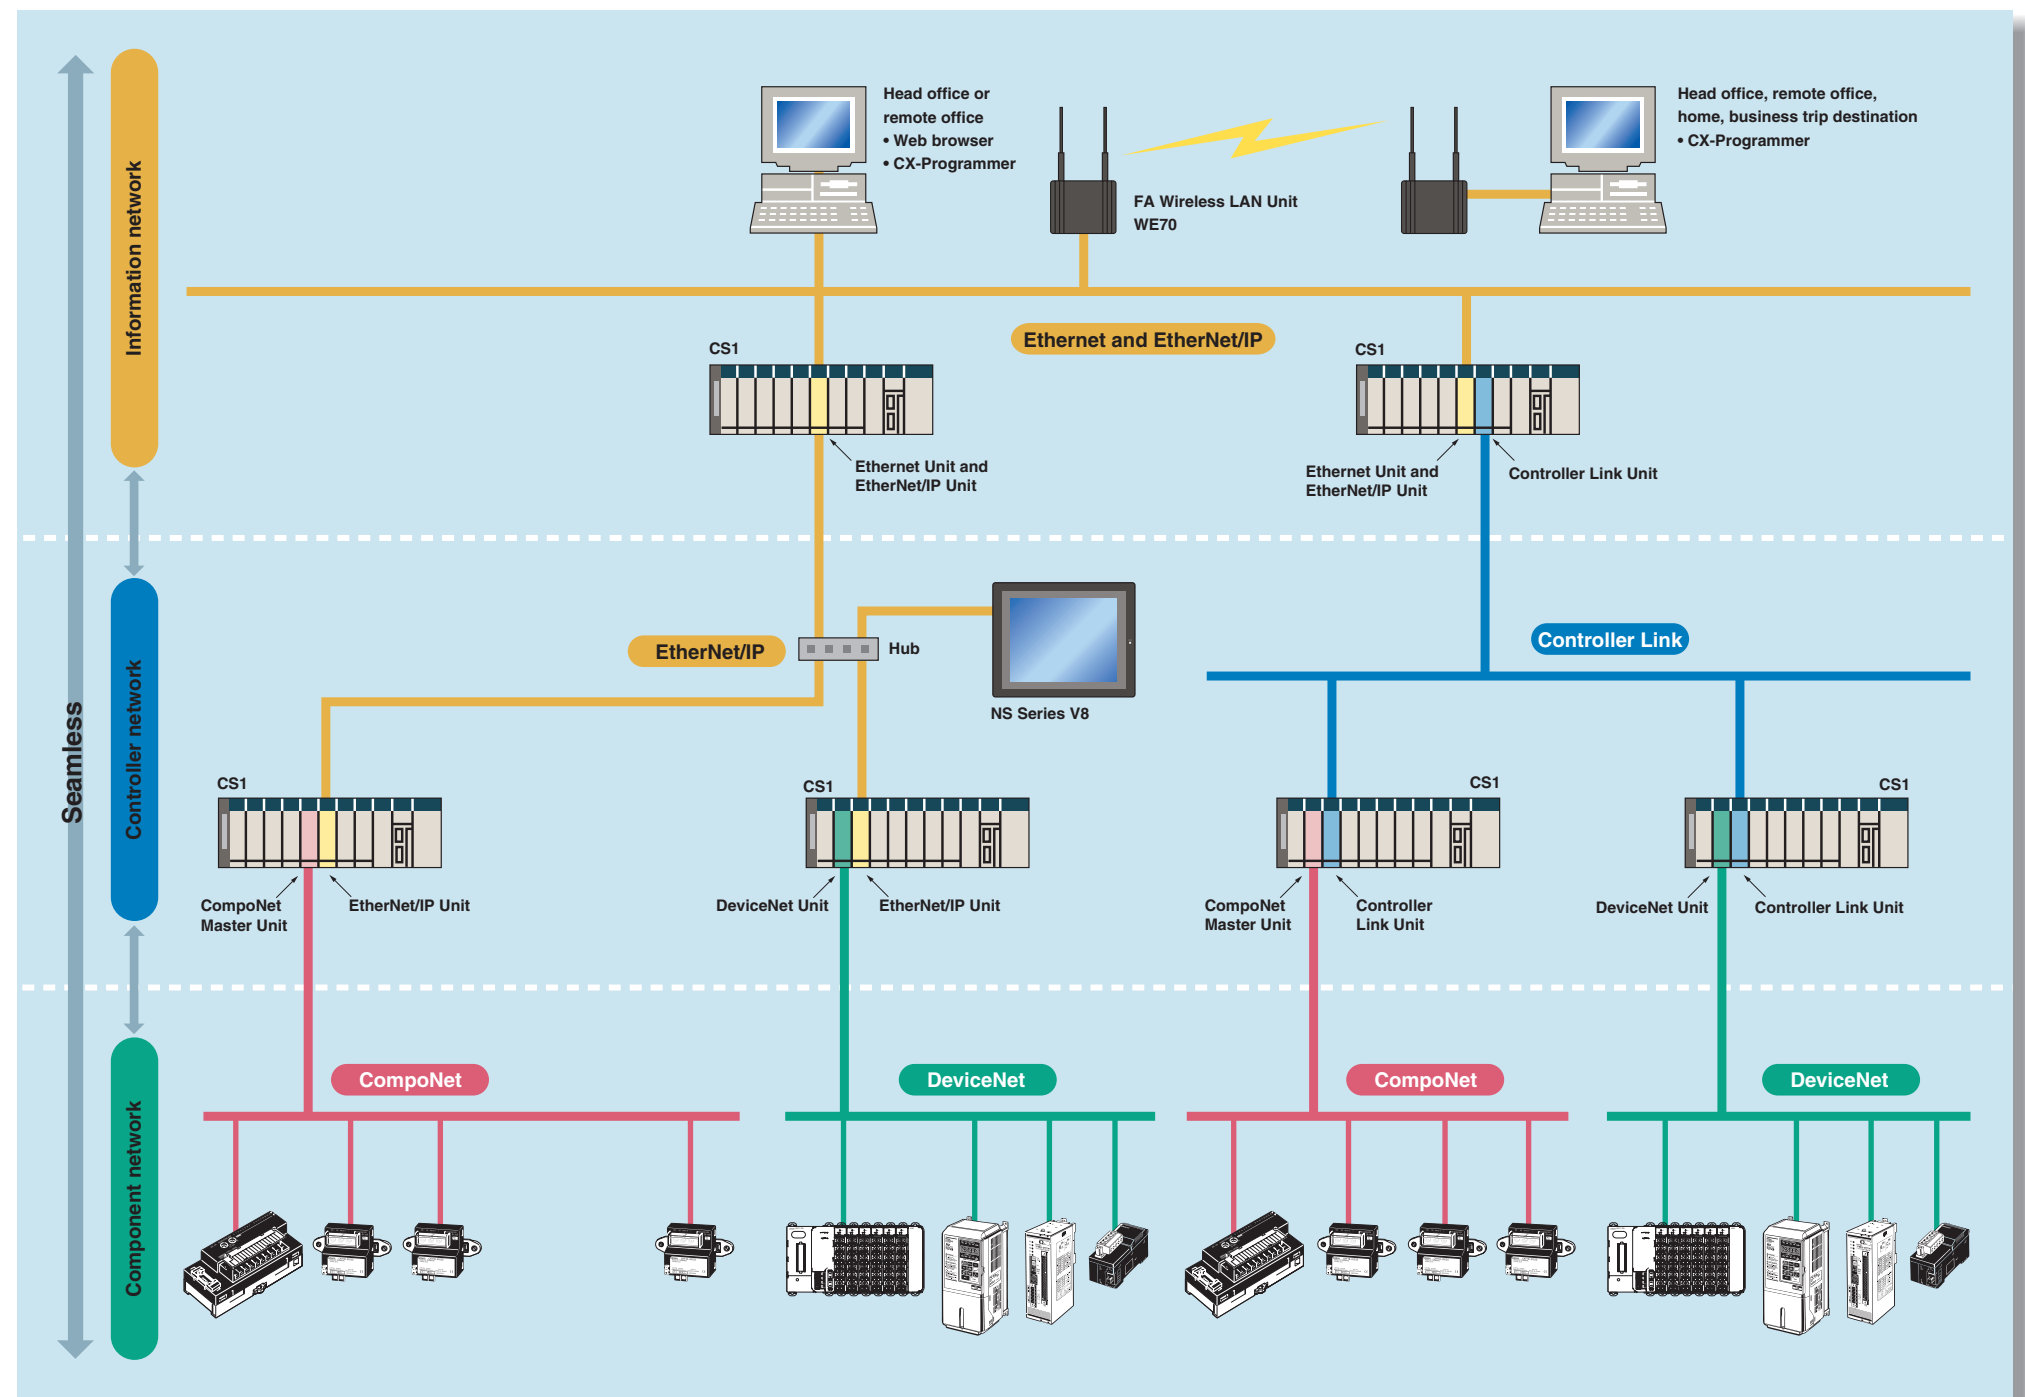 Seamless
Information network
Controller network
Component network
Head office or
remote office
• Web browser
• CX-Programmer
FA Wireless LAN Unit
WE70
Head office, remote office,
home, business trip destination
• CX-Programmer
Ethernet and EtherNet/IP
CS1
CS1
Ethernet Unit and
EtherNet/IP Unit
Ethernet Unit and
EtherNet/IP Unit
Controller Link Unit
EtherNet/IP
Hub
NS Series V8
Controller Link
CS1
CS1
CS1
CS1
CompoNet
Master Unit
EtherNet/IP Unit
DeviceNet Unit
EtherNet/IP Unit
CompoNet
Master Unit
Controller
Link Unit
DeviceNet Unit
Controller Link Unit
CompoNet
DeviceNet
CompoNet
DeviceNet